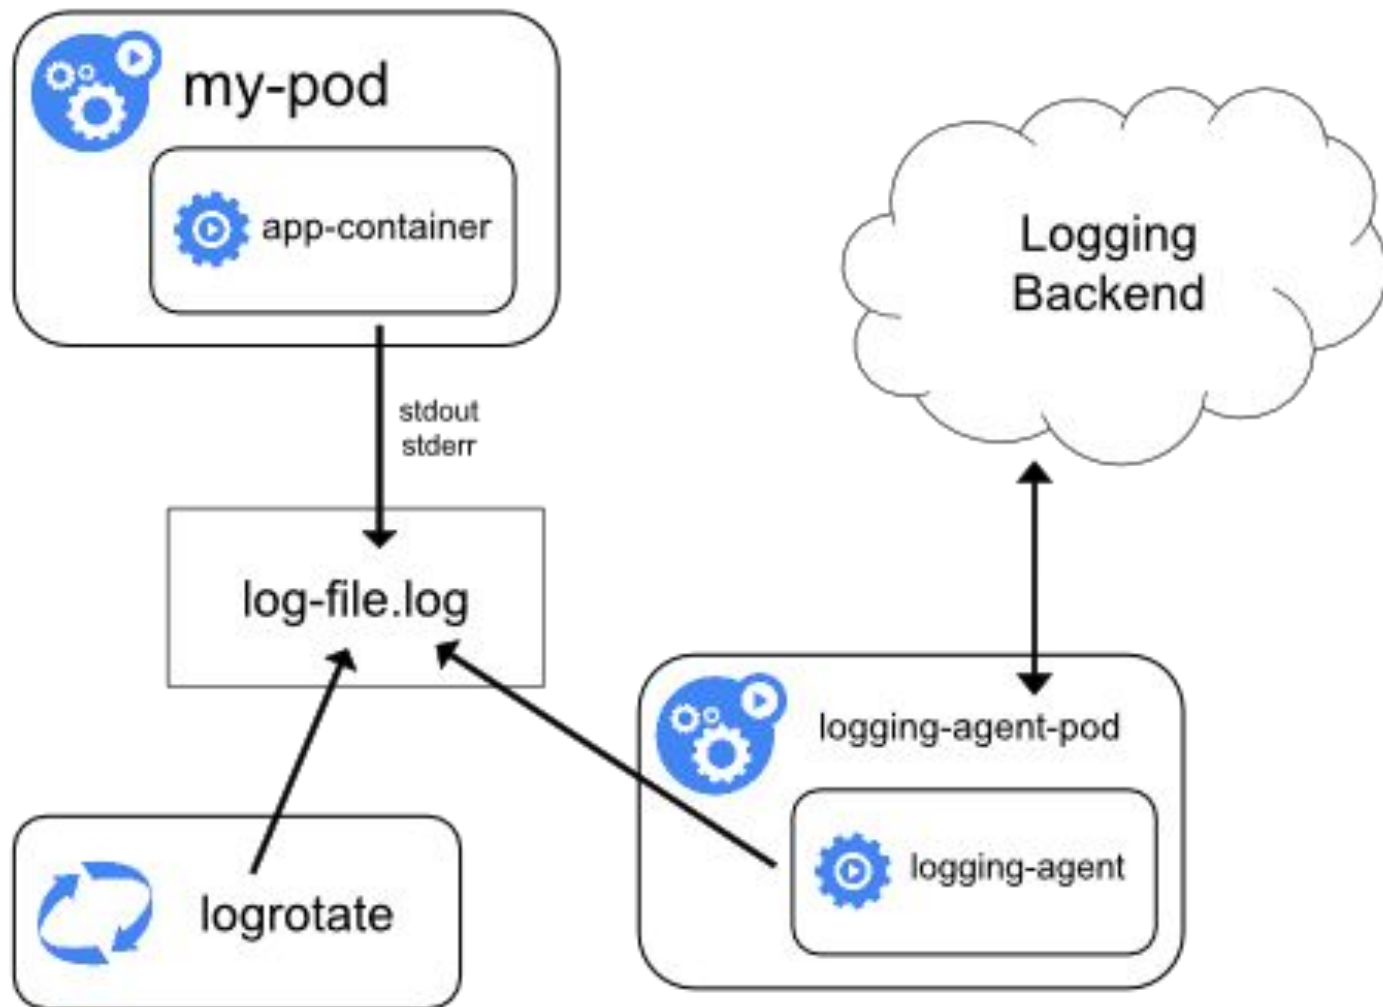 my-pod
app-container
stdout
stderr
Logging
Backend
log-file.log
logging-agent-pod
logging-agent
logrotate